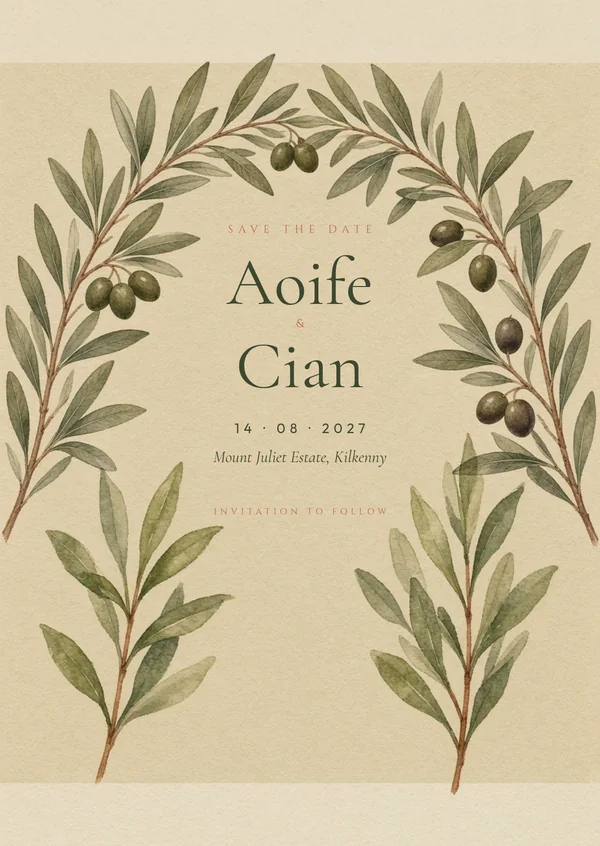 SAVE THE DATE
Aoife
&
Cian
14 · 08 · 2027
Mount Juliet Estate, Kilkenny
INVITATION TO FOLLOW